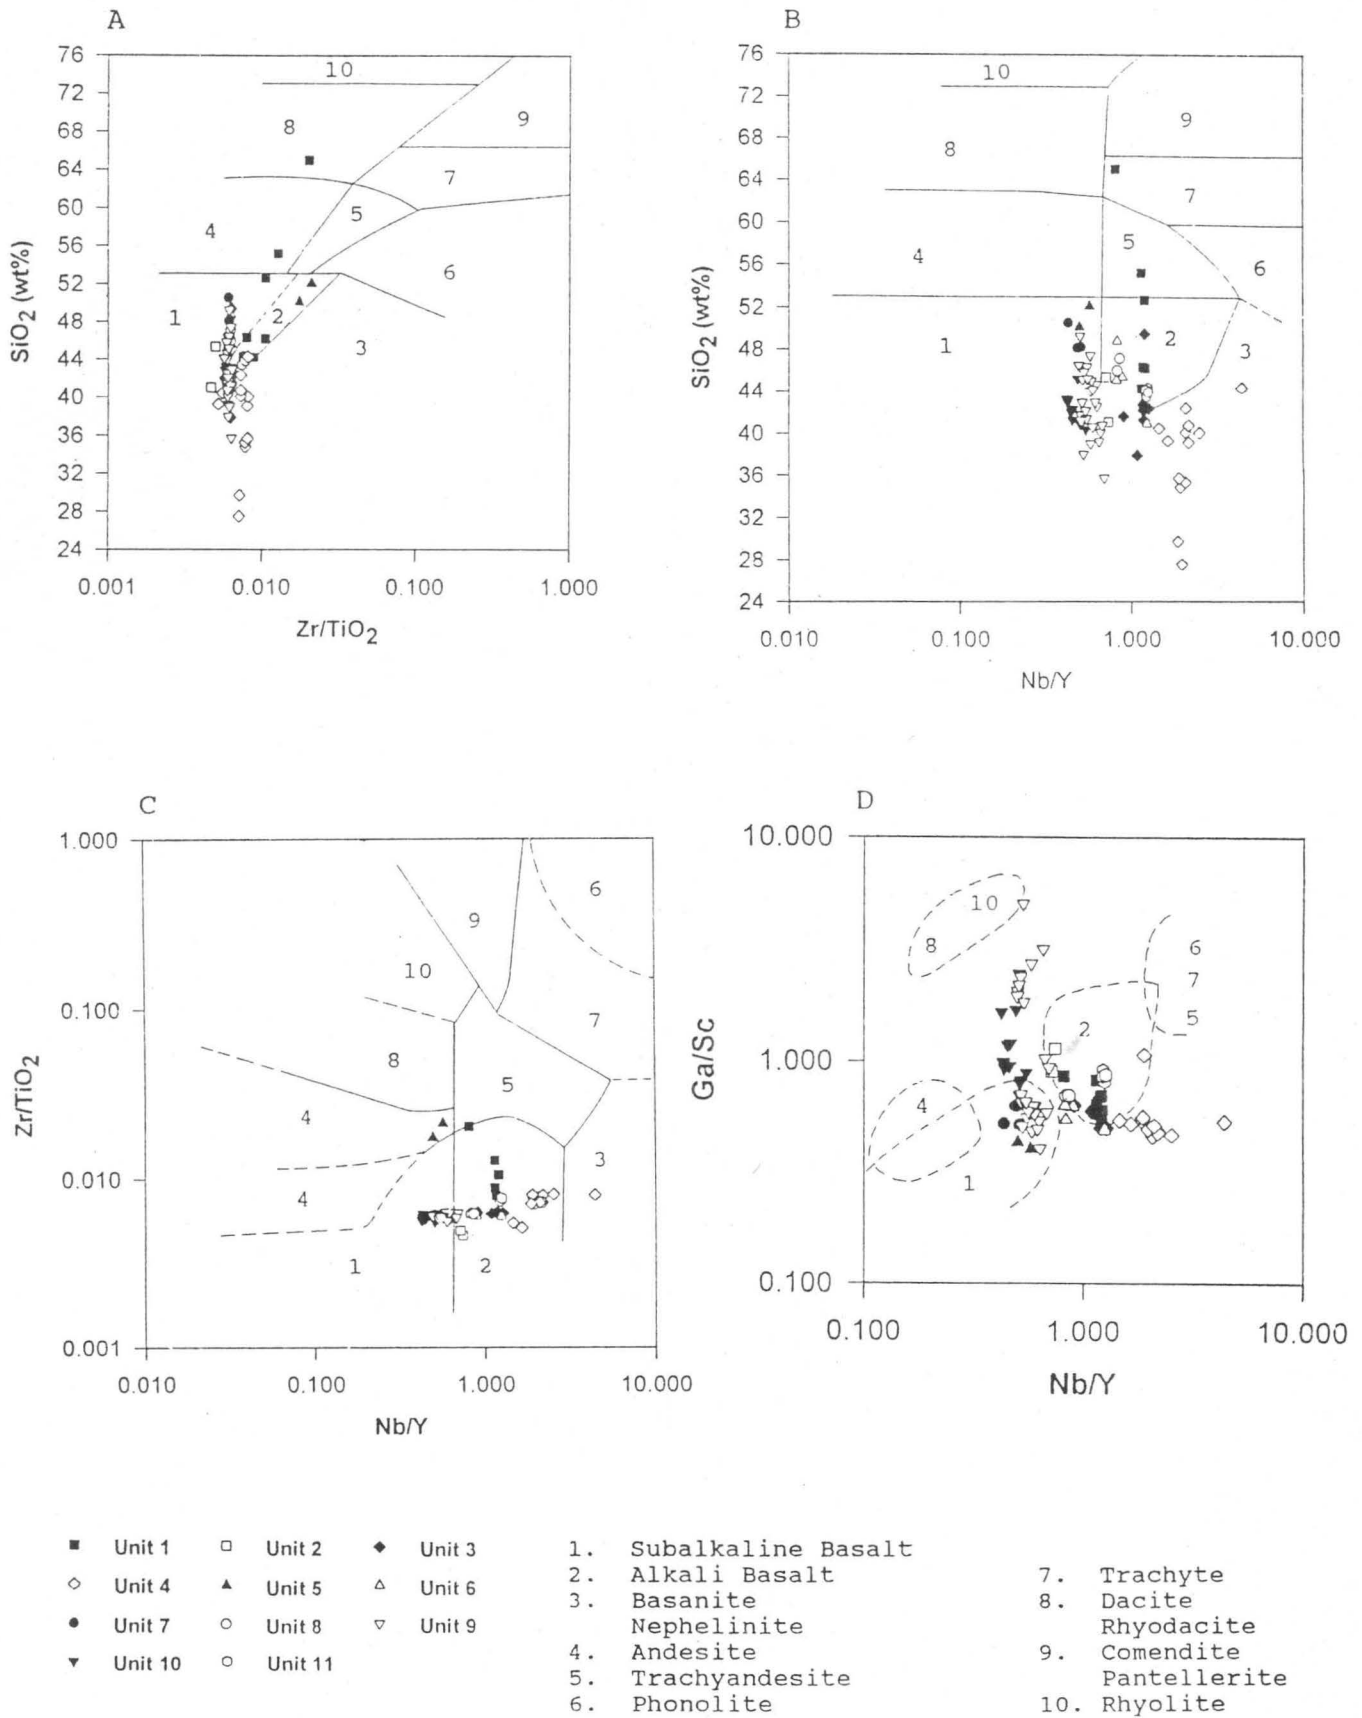 A
76
72
68
64
60
56
52
48
44
40
36
32
28
24
SiO2 (wt%)
10
8
9
7
5
4
6
1
2
3
0.001 0.010 0.100 1.000
Zr/TiO2
B
76
72
68
64
60
56
52
48
44
40
36
32
28
24
SiO2 (wt%)
10
9
8
7
5
4
6
1
2
3
0.010 0.100 1.000 10.000
Nb/Y
C
1.000
0.100
0.010
0.001
Zr/TiO2
6
9
10
7
8
5
4
3
4
1
2
0.010 0.100 1.000 10.000
Nb/Y
D
10.000
1.000
0.100
Ga/Sc
10
8
6
7
5
2
4
1
0.100 1.000 10.000
Nb/Y
Unit 1 Unit 2 Unit 3
Unit 4 Unit 5 Unit 6
Unit 7 Unit 8 Unit 9
Unit 10 Unit 11
1. Subalkaline Basalt
2. Alkali Basalt
3. Basanite
Nephelinite
4. Andesite
5. Trachyandesite
6. Phonolite
7. Trachyte
8. Dacite
Rhyodacite
9. Comendite
Pantellerite
10. Rhyolite